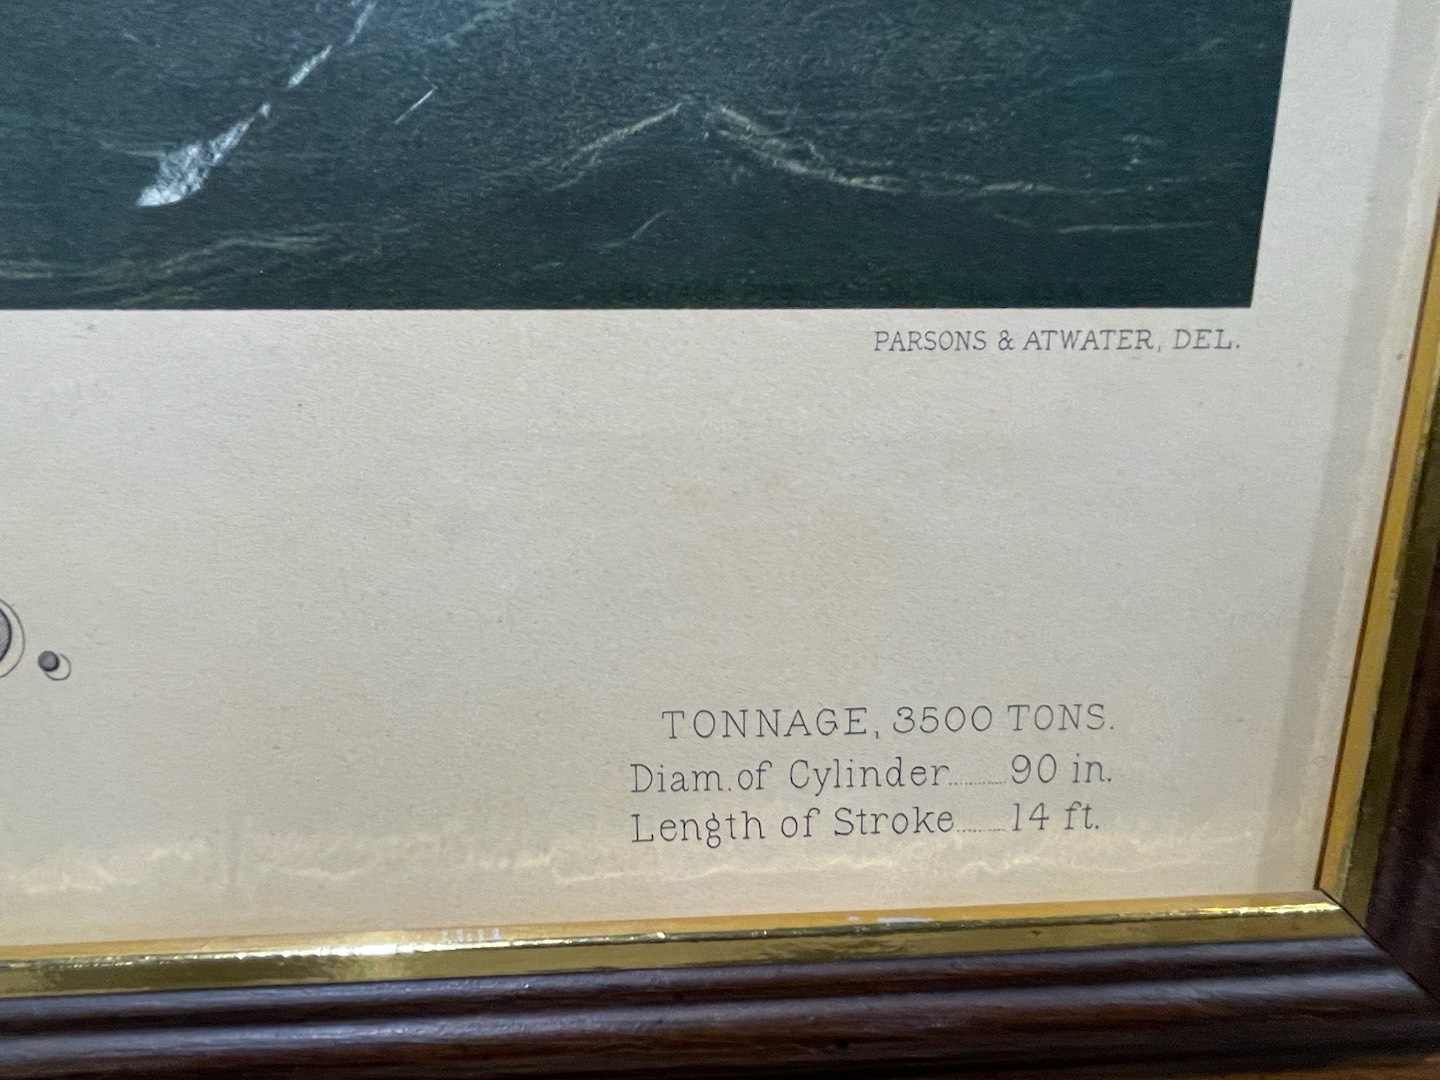 PARSONS & ATWATER, DEL.
TONNAGE, 3500 TONS.
Diam. of Cylinder........90 in.
Length of Stroke........14 ft.